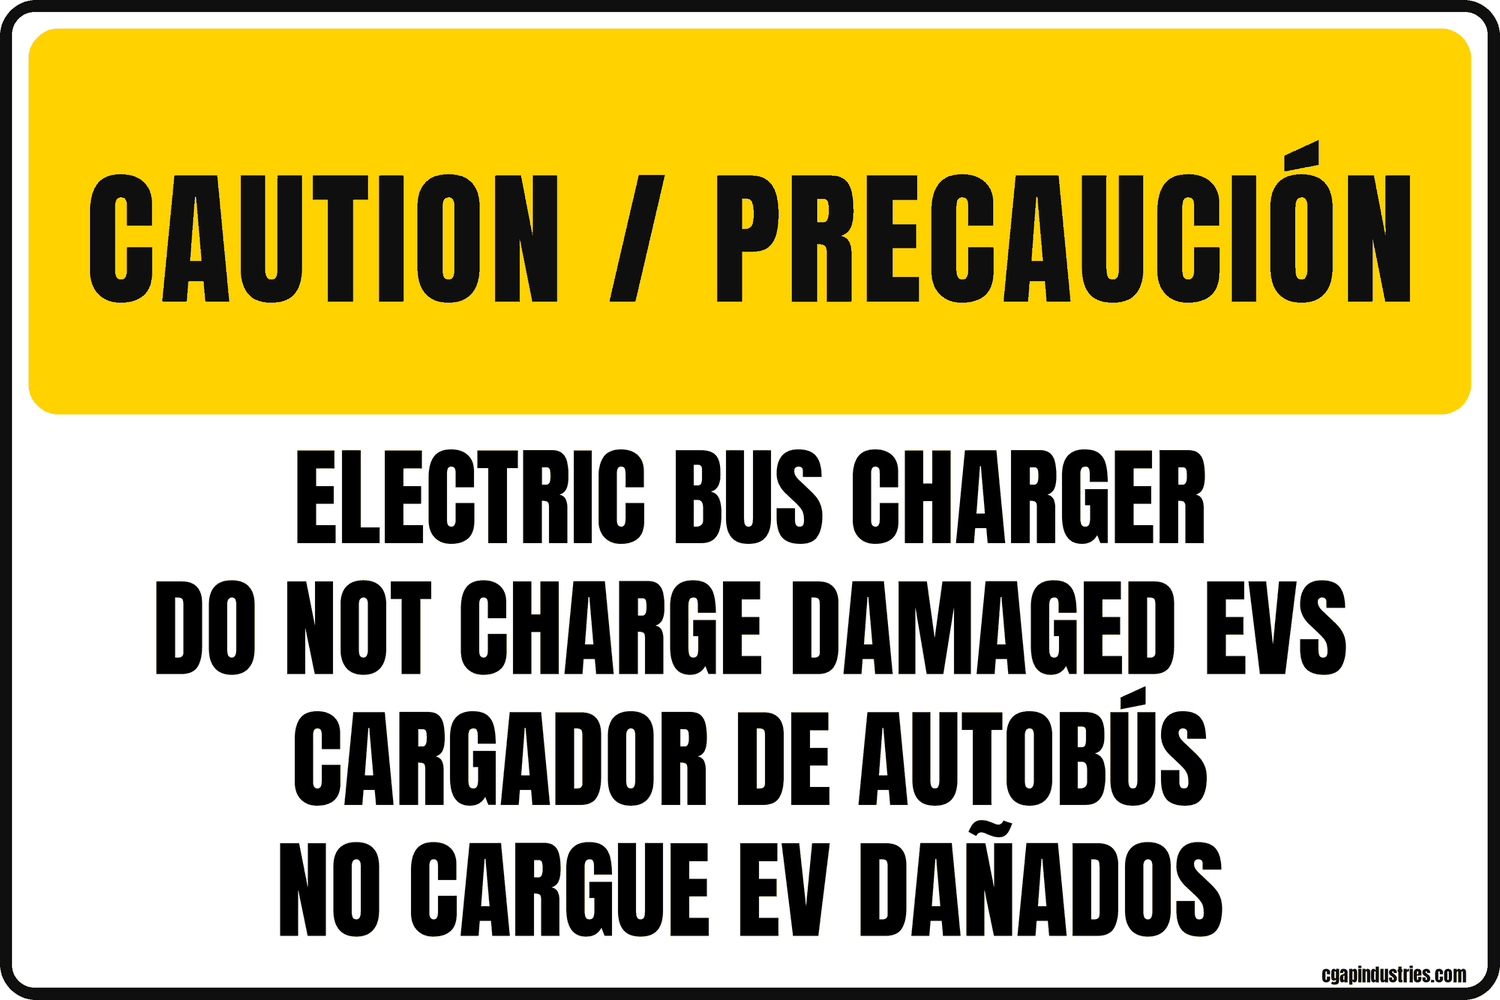 CAUTION / PRECAUCIÓN
ELECTRIC BUS CHARGER
DO NOT CHARGE DAMAGED EVS
CARGADOR DE AUTOBÚS
NO CARGUE EV DAÑADOS
cgapindustries.com